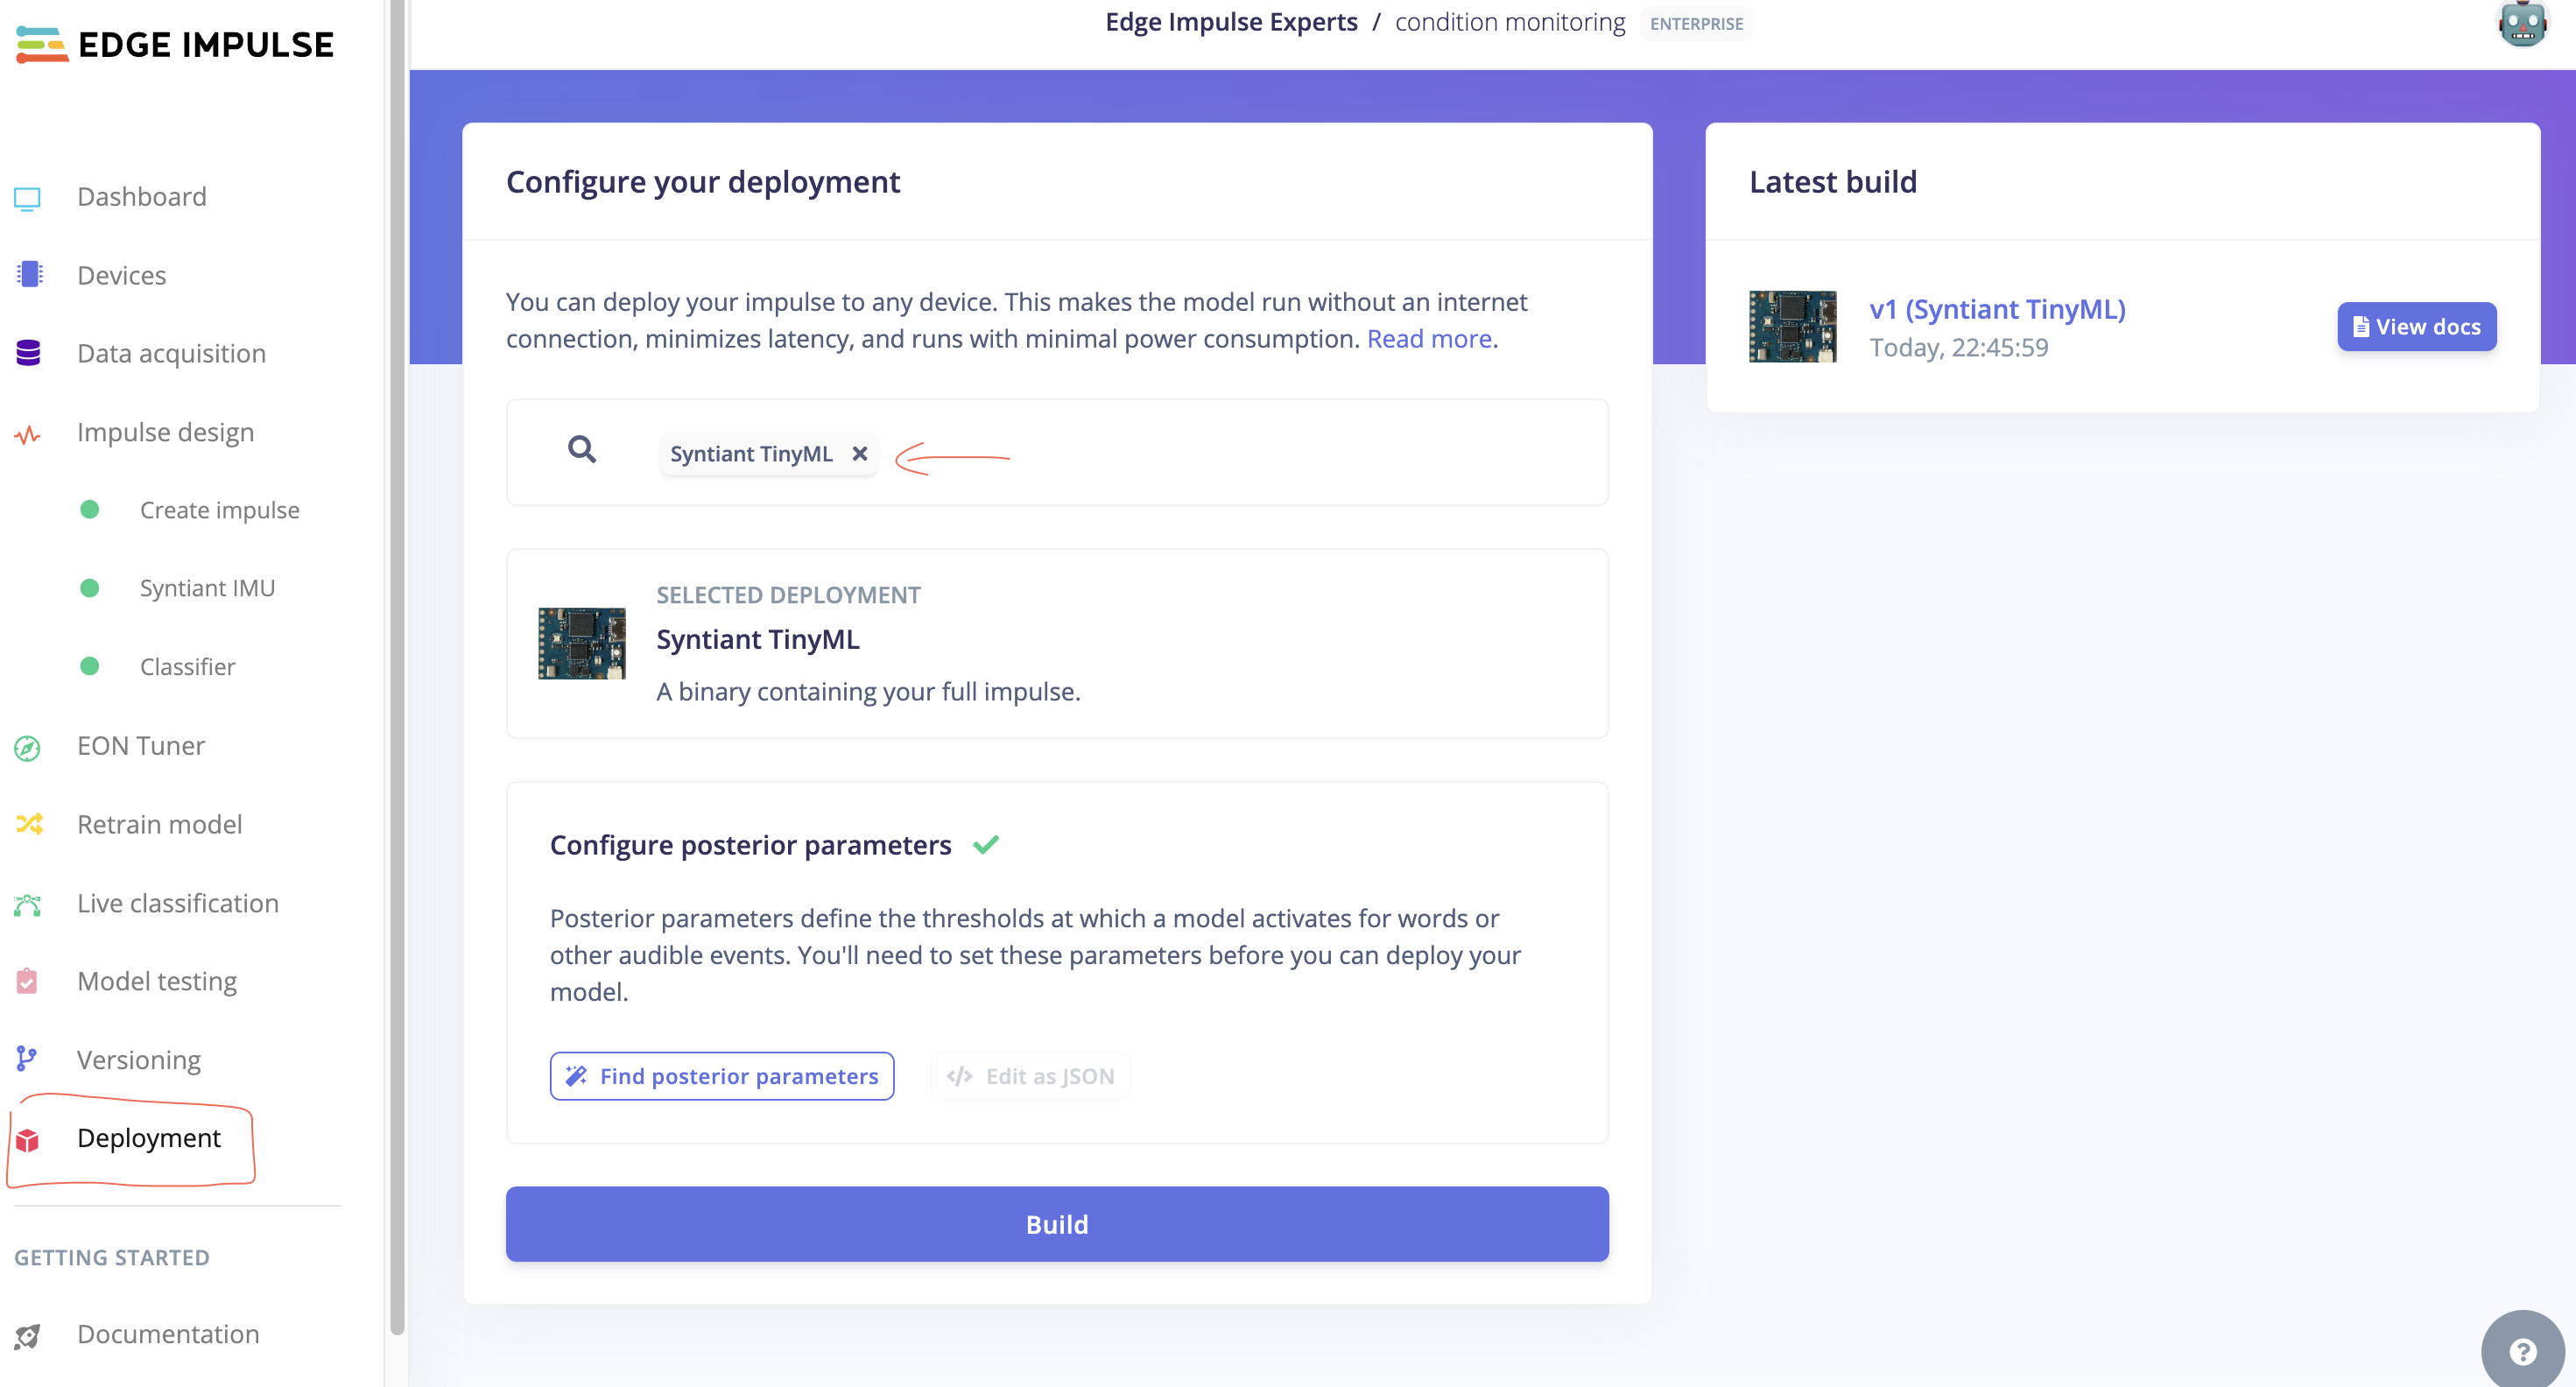 EDGE IMPULSE
Dashboard
Devices
Data acquisition
Impulse design
Create impulse
Syntiant IMU
Classifier
EON Tuner
Retrain model
Live classification
Model testing
Versioning
Deployment
GETTING STARTED
Documentation
Edge Impulse Experts / condition monitoring ENTERPRISE
Configure your deployment
You can deploy your impulse to any device. This makes the model run without an internet
connection, minimizes latency, and runs with minimal power consumption. Read more.
Syntiant TinyML ×
SELECTED DEPLOYMENT
Syntiant TinyML
A binary containing your full impulse.
Configure posterior parameters
Posterior parameters define the thresholds at which a model activates for words or
other audible events. You'll need to set these parameters before you can deploy your
model.
Find posterior parameters
</> Edit as JSON
Build
Latest build
v1 (Syntiant TinyML)
Today, 22:45:59
View docs
?